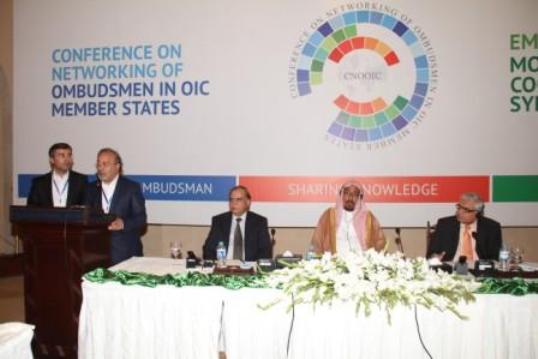 CONFERENCE ON
NETWORKING OF
OMBUDSMEN IN OIC
MEMBER STATES
CONFERENCE ON NETWORKING OF OMBUDSMEN IN OIC MEMBER STATES
CNOOIC
EM
MO
CO
SY
OMBUDSMAN
SHARING KNOWLEDGE